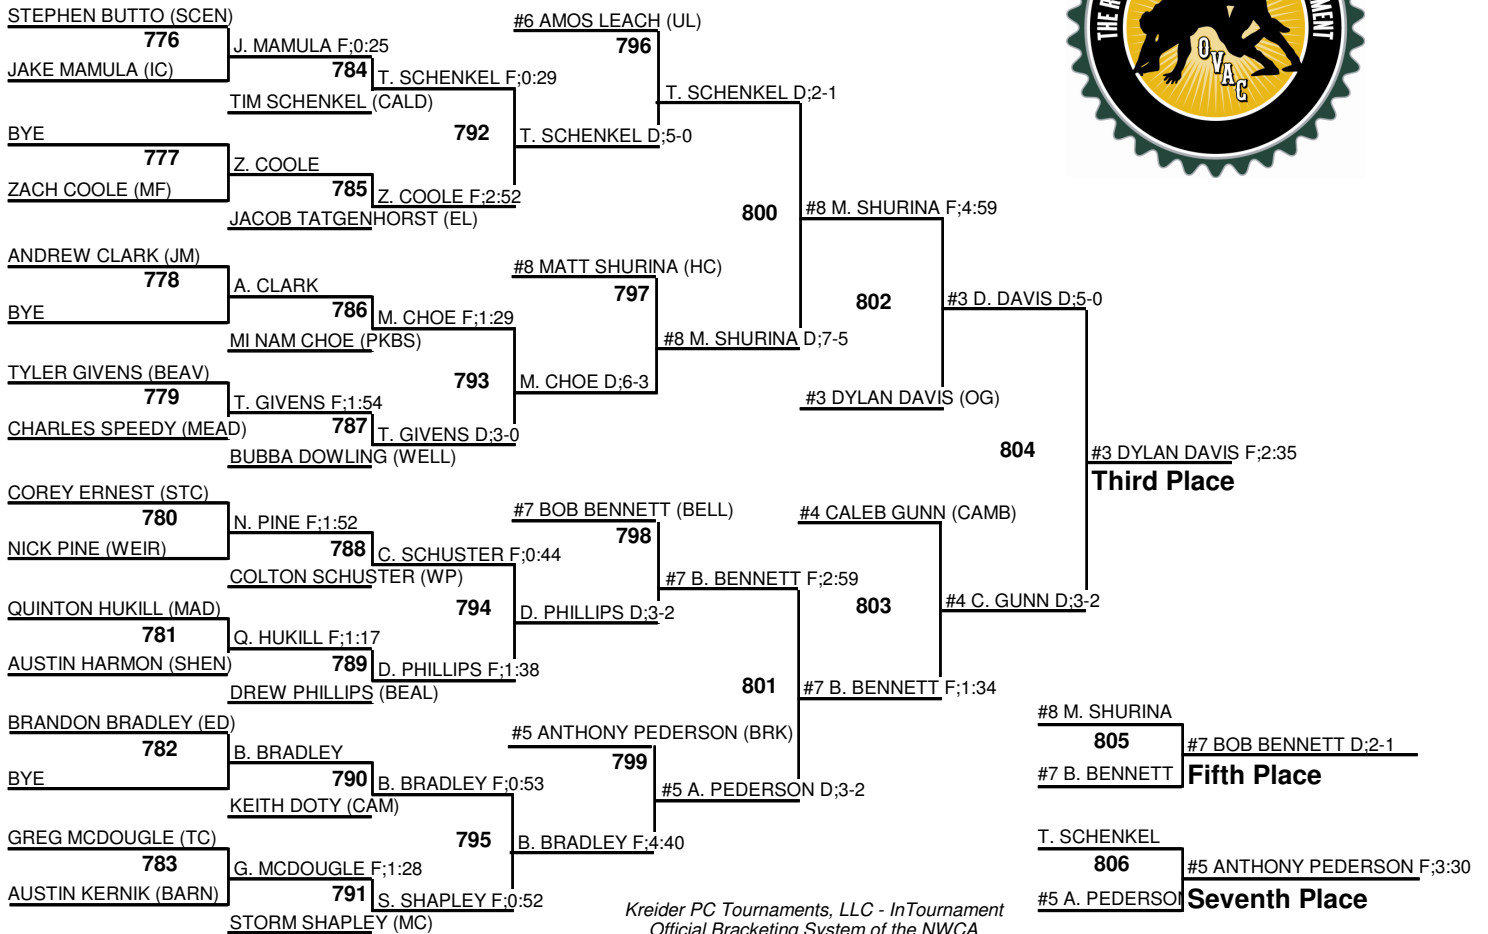 STEPHEN BUTTO (SCEN)
776
JAKE MAMULA (IC)
J. MAMULA F;0:25
784
TIM SCHENKEL (CALD)
T. SCHENKEL F;0:29
BYE
777
ZACH COOLE (MF)
Z. COOLE
785
JACOB TATGENHORST (EL)
Z. COOLE F;2:52
792
T. SCHENKEL D;5-0
#6 AMOS LEACH (UL)
796
T. SCHENKEL D;2-1
ANDREW CLARK (JM)
778
BYE
A. CLARK
786
MI NAM CHOE (PKBS)
M. CHOE F;1:29
TYLER GIVENS (BEAV)
779
CHARLES SPEEDY (MEAD)
T. GIVENS F;1:54
787
BUBBA DOWLING (WELL)
T. GIVENS D;3-0
793
M. CHOE D;6-3
#8 MATT SHURINA (HC)
797
#8 M. SHURINA D;7-5
800
#8 M. SHURINA F;4:59
802
#3 DYLAN DAVIS (OG)
#3 D. DAVIS D;5-0
COREY ERNEST (STC)
780
NICK PINE (WEIR)
N. PINE F;1:52
788
COLTON SCHUSTER (WP)
C. SCHUSTER F;0:44
QUINTON HUKILL (MAD)
781
AUSTIN HARMON (SHEN)
Q. HUKILL F;1:17
789
DREW PHILLIPS (BEAL)
D. PHILLIPS F;1:38
794
D. PHILLIPS D;3-2
#7 BOB BENNETT (BELL)
798
#7 B. BENNETT F;2:59
BRANDON BRADLEY (ED)
782
BYE
B. BRADLEY
790
KEITH DOTY (CAM)
B. BRADLEY F;0:53
GREG MCDOUGLE (TC)
783
AUSTIN KERNIK (BARN)
G. MCDOUGLE F;1:28
791
STORM SHAPLEY (MC)
S. SHAPLEY F;0:52
795
B. BRADLEY F;4:40
#5 ANTHONY PEDERSON (BRK)
799
#5 A. PEDERSON D;3-2
801
#7 B. BENNETT F;1:34
#4 CALEB GUNN (CAMB)
803
#4 C. GUNN D;3-2
804
#3 DYLAN DAVIS F;2:35
Third Place
#8 M. SHURINA
805
#7 B. BENNETT
#7 BOB BENNETT D;2-1
Fifth Place
T. SCHENKEL
806
#5 A. PEDERSON
#5 ANTHONY PEDERSON F;3:30
Seventh Place
Kreider PC Tournaments, LLC - InTournament
Official Bracketing System of the NWCA
THE
OVAC